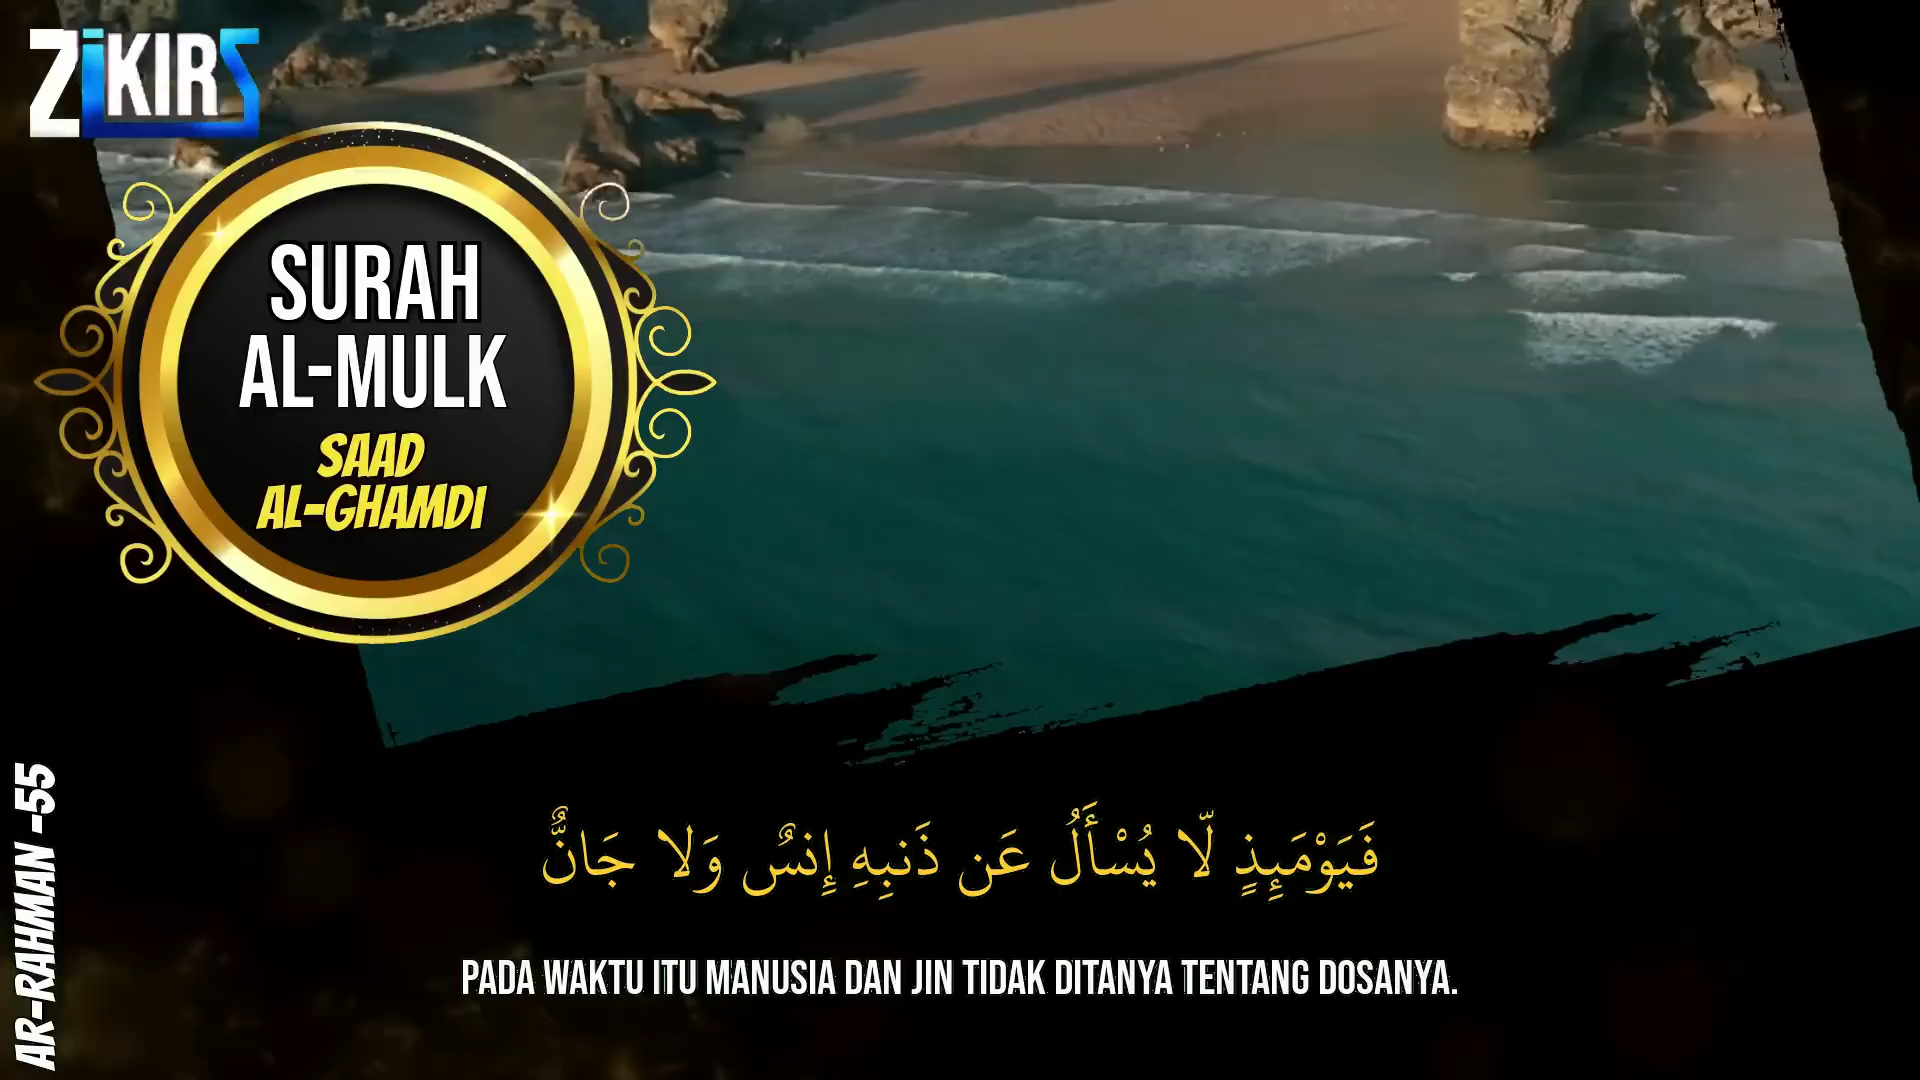 ZiKIRS
SURAH
AL-MULK
SAAD
AL-GHAMDI
AR-RAHMAN -55
فَيَوْمَئِذٍ لَّا يُسْأَلُ عَن ذَنبِهِ إِنسٌ وَلا جَانٌّ
PADA WAKTU ITU MANUSIA DAN JIN TIDAK DITANYA TENTANG DOSANYA.